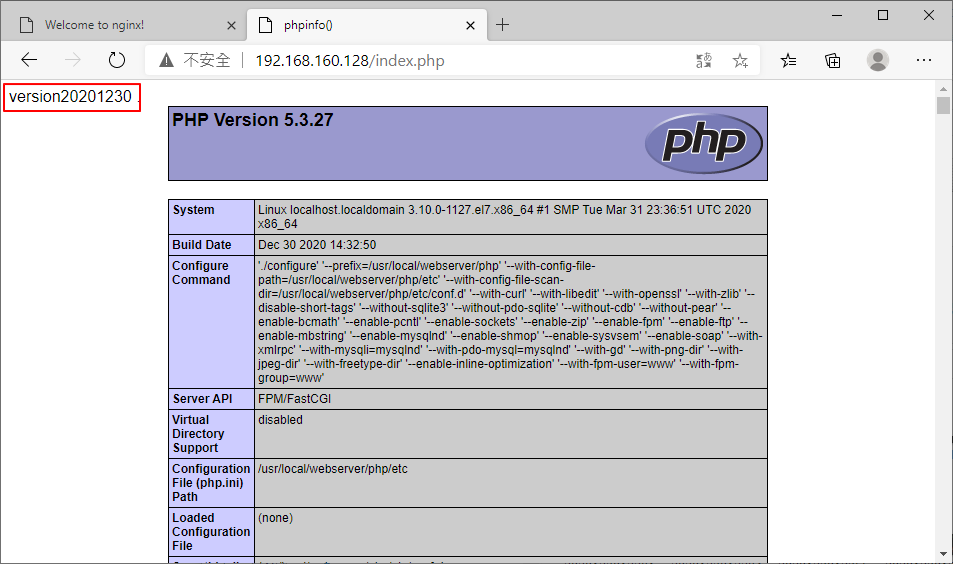 Welcome to nginx!
phpinfo()
不安全
192.168.160.128/index.php
version20201230 .
PHP Version 5.3.27
php
System
Linux localhost.localdomain 3.10.0-1127.el7.x86_64 #1 SMP Tue Mar 31 23:36:51 UTC 2020
x86_64
Build Date
Dec 30 2020 14:32:50
Configure
Command
'./configure' '--prefix=/usr/local/webserver/php' '--with-config-file-
path=/usr/local/webserver/php/etc' '--with-config-file-scan-
dir=/usr/local/webserver/php/etc/conf.d' '--with-curl' '--with-libedit' '--with-openssl' '--with-zlib' '--
disable-short-tags' '--without-sqlite3' '--without-pdo-sqlite' '--without-cdb' '--without-pear' '--
enable-bcmath' '--enable-pcntl' '--enable-sockets' '--enable-zip' '--enable-fpm' '--enable-ftp' '--
enable-mbstring' '--enable-mysqlnd' '--enable-shmop' '--enable-sysvsem' '--enable-soap' '--with-
xmlrpc' '--with-mysqli=mysqlnd' '--with-pdo-mysql=mysqlnd' '--with-gd' '--with-png-dir' '--with-
jpeg-dir' '--with-freetype-dir' '--enable-inline-optimization' '--with-fpm-user=www' '--with-fpm-
group=www'
Server API
FPM/FastCGI
Virtual
Directory
Support
disabled
Configuration
File (php.ini)
Path
/usr/local/webserver/php/etc
Loaded
Configuration
File
(none)